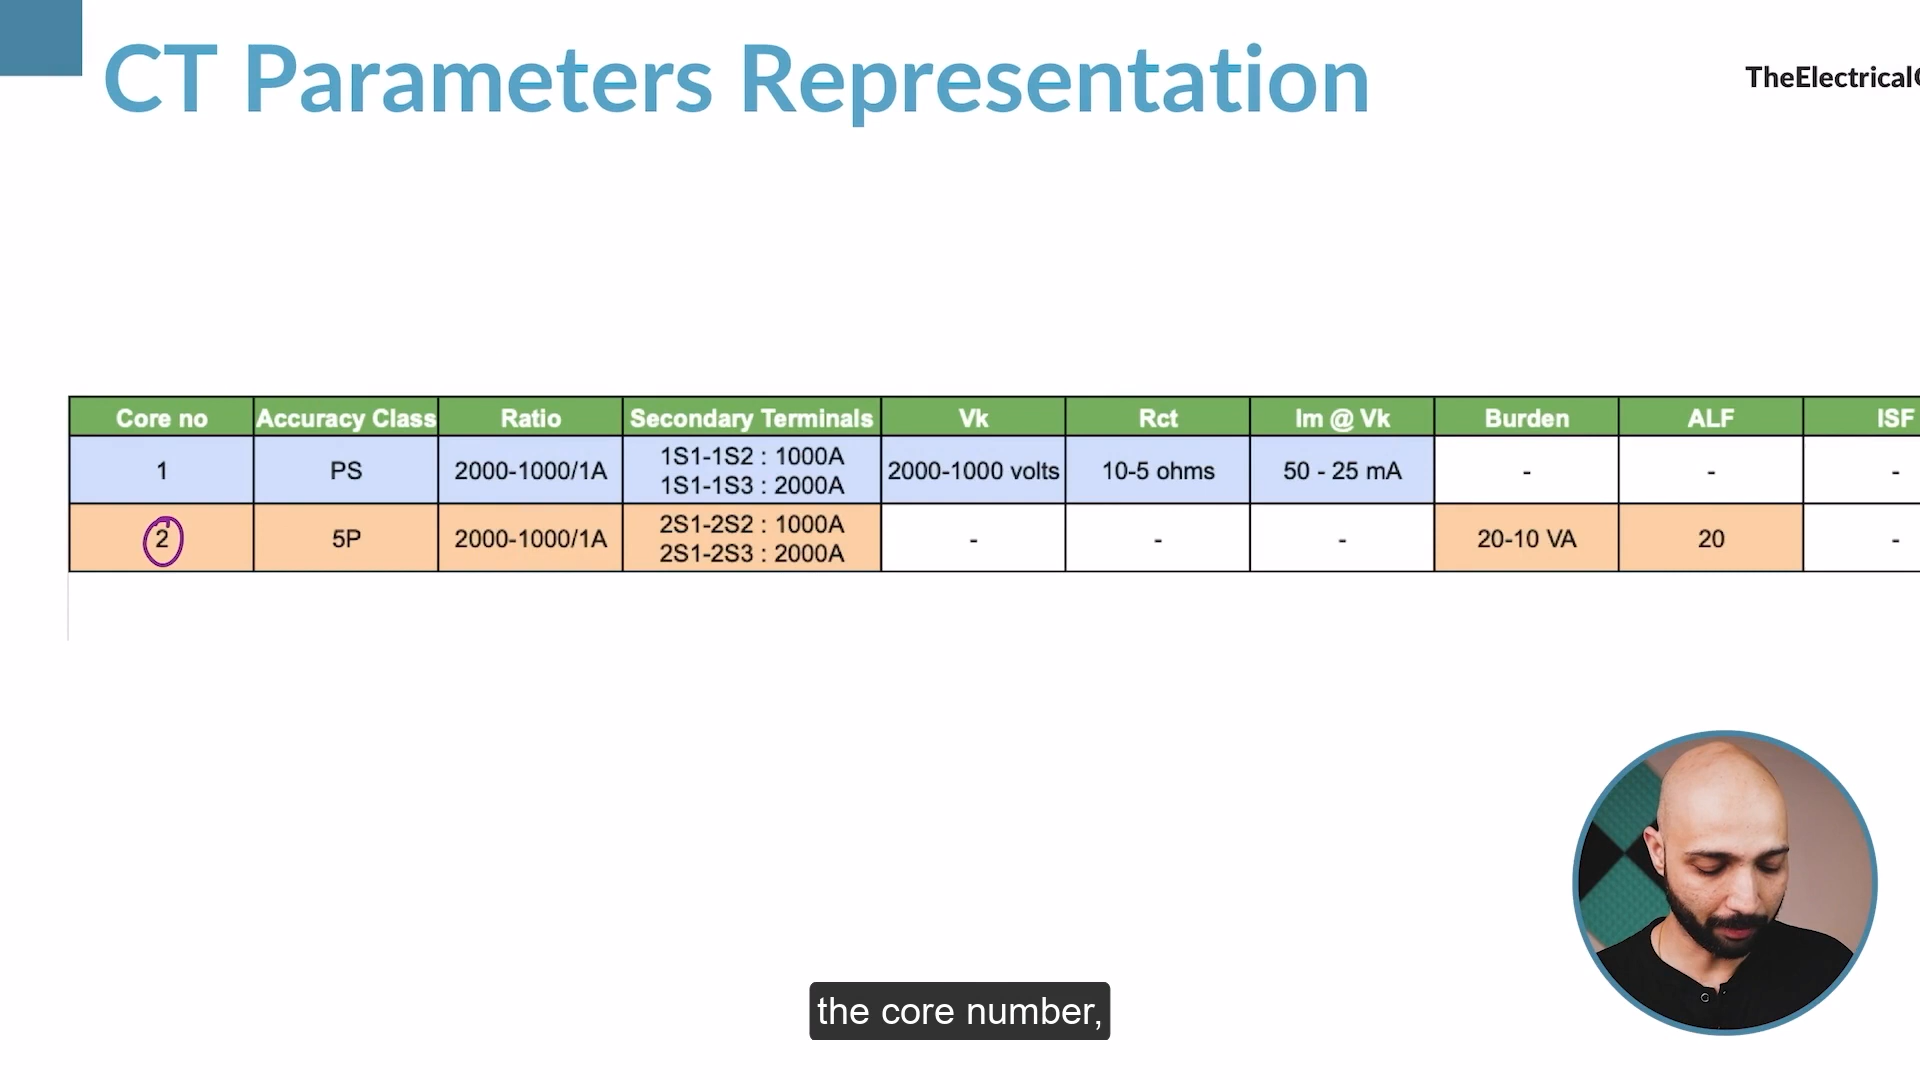 CT Parameters Representation
TheElectrical
Core no Accuracy Class Ratio Secondary Terminals Vk Rct Im @ Vk Burden ALF ISF
1 PS 2000-1000/1A 1S1-1S2 : 1000A 2000-1000 volts 10-5 ohms 50 - 25 mA - - -
1S1-1S3 : 2000A
2 5P 2000-1000/1A 2S1-2S2 : 1000A - - - 20-10 VA 20 -
2S1-2S3 : 2000A
the core number,